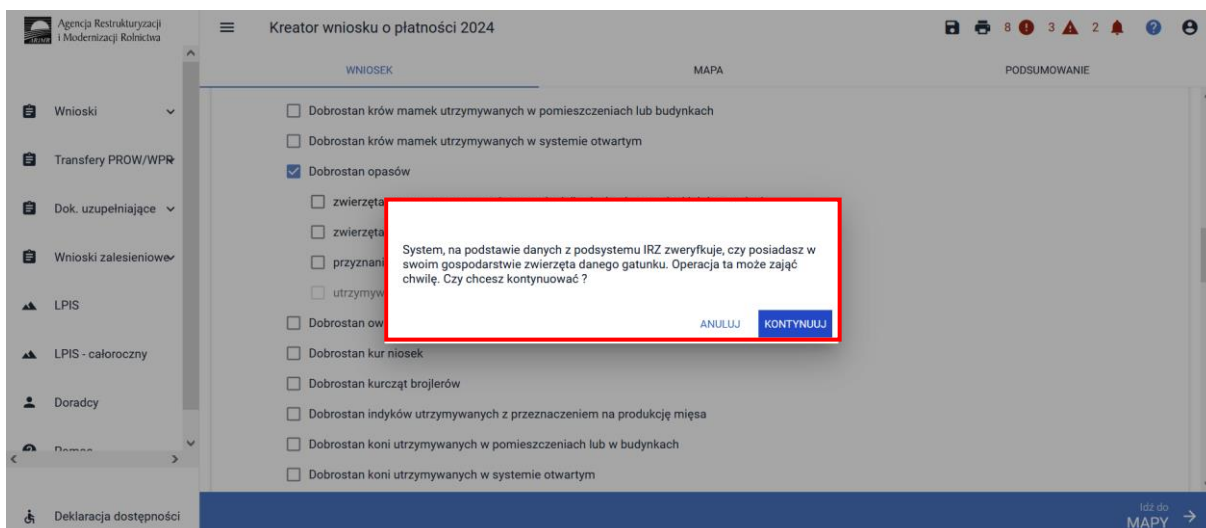 Agencja Restrukturyzacji
i Modernizacji Rolnictwa
Kreator wniosku o płatności 2024
8 3 2
WNIOSEK MAPA PODSUMOWANIE
Wnioski
Transfery PROW/WPR
Dok. uzupełniające
Wnioski zalesieniowe
LPIS
LPIS - całoroczny
Doradcy
Pomoc
Deklaracja dostępności
Dobrostan krów mamek utrzymywanych w pomieszczeniach lub budynkach
Dobrostan krów mamek utrzymywanych w systemie otwartym
Dobrostan opasów
zwierzęta
zwierzęta
przyznani
utrzymyw
Dobrostan ow
Dobrostan kur niosek
Dobrostan kurcząt brojlerów
Dobrostan indyków utrzymywanych z przeznaczeniem na produkcję mięsa
Dobrostan koni utrzymywanych w pomieszczeniach lub w budynkach
Dobrostan koni utrzymywanych w systemie otwartym
System, na podstawie danych z podsystemu IRZ zweryfkuje, czy posiadasz w
swoim gospodarstwie zwierzęta danego gatunku. Operacja ta może zająć
chwilę. Czy chcesz kontynuować ?
ANULUJ KONTYNUUJ
Idź do
MAPY